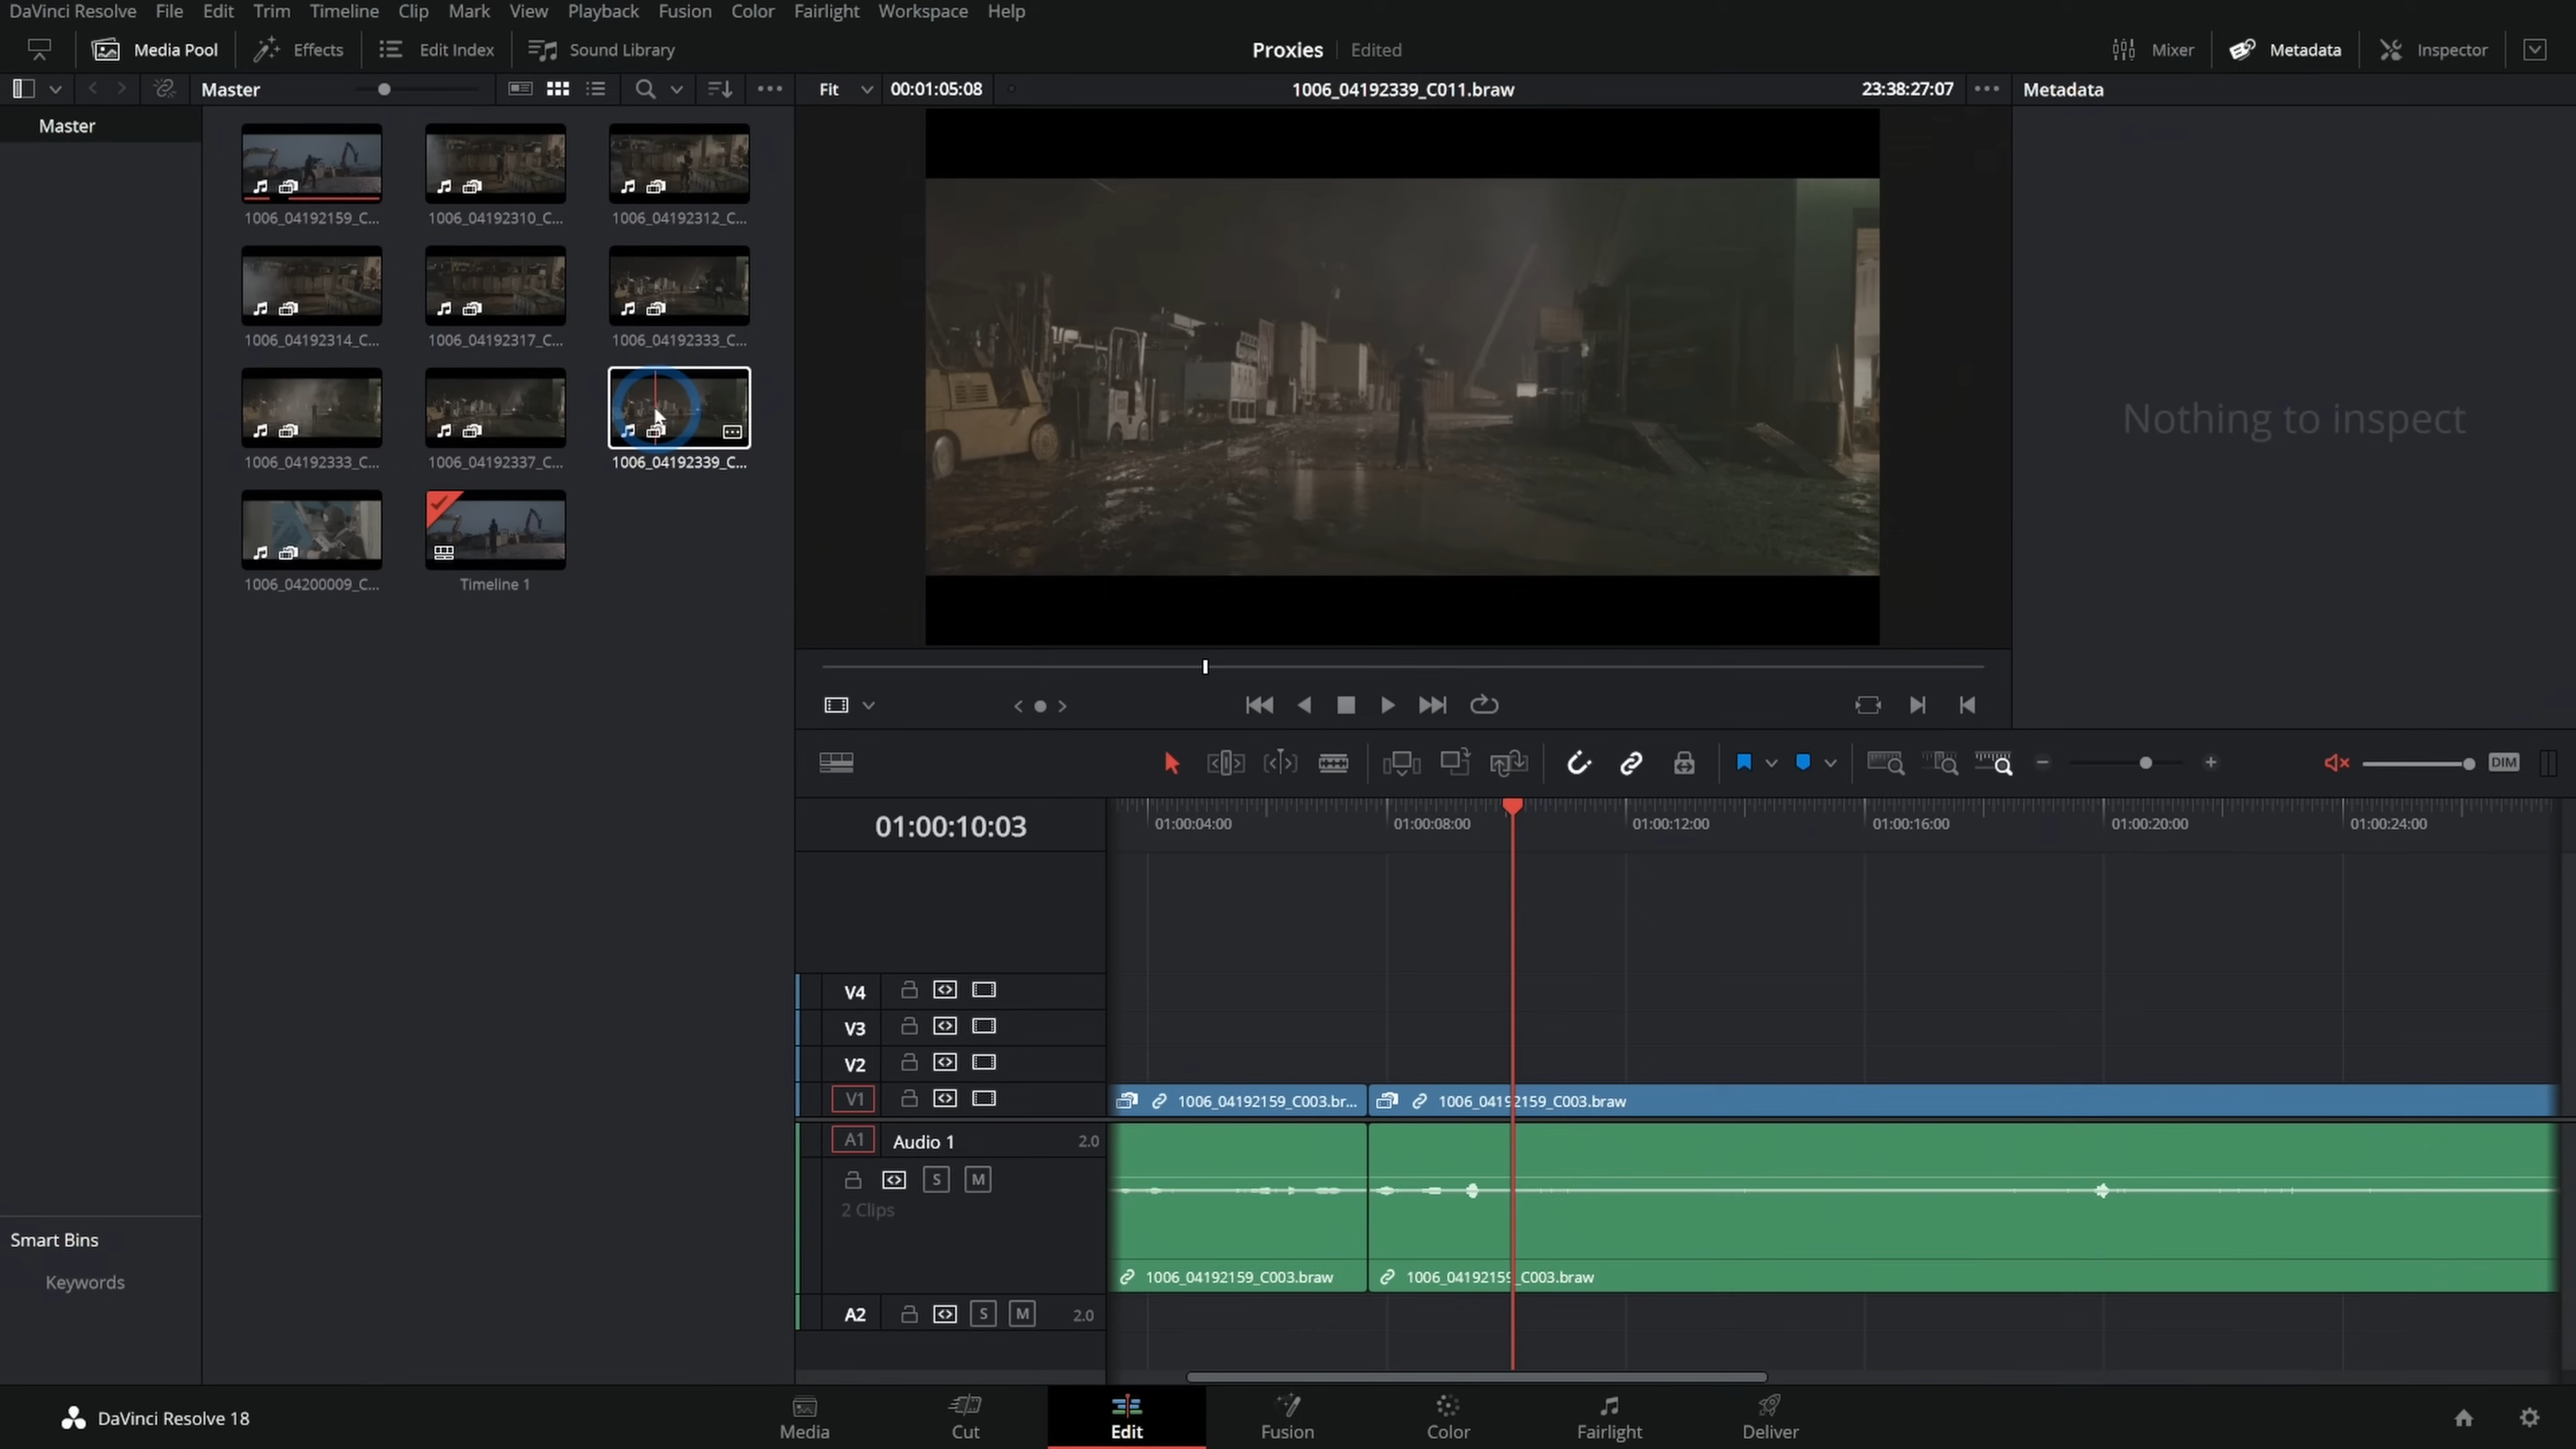 DaVinci Resolve File Edit Trim Timeline Clip Mark View Playback Fusion Color Fairlight Workspace Help
Media Pool Effects Edit Index Sound Library Proxies Edited Mixer Metadata Inspector
Master Fit 00:01:05:08 1006_04192339_C011.braw 23:38:27:07 Metadata
Master
1006_04192159_C... 1006_04192310_C... 1006_04192312_C...
1006_04192314_C... 1006_04192317_C... 1006_04192333_C...
Nothing to inspect
1006_04192333_C... 1006_04192337_C... 1006_04192339_C...
1006_04200009_C... Timeline 1
DIM
01:00:10:03 01:00:04:00 01:00:08:00 01:00:12:00 01:00:16:00 01:00:20:00 01:00:24:00
V4
V3
V2
V1 1006_04192159_C003.br... 1006_04192159_C003.braw
A1 Audio 1 2.0
S M
2 Clips
Smart Bins
Keywords
1006_04192159_C003.braw 1006_04192159_C003.braw
A2 S M 2.0
DaVinci Resolve 18 Media Cut Edit Fusion Color Fairlight Deliver